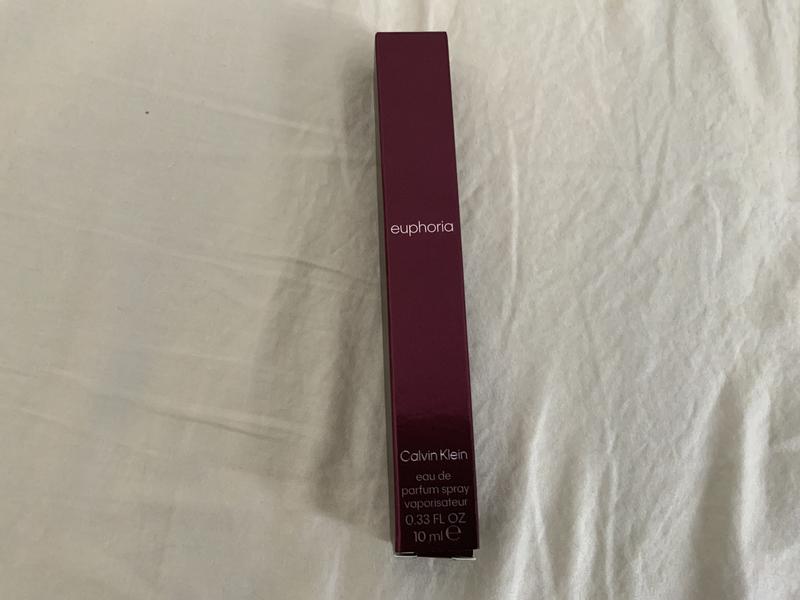 euphoria
Calvin Klein
eau de
parfum spray
vaporisateur
0.33 FL OZ
10 ml ℮